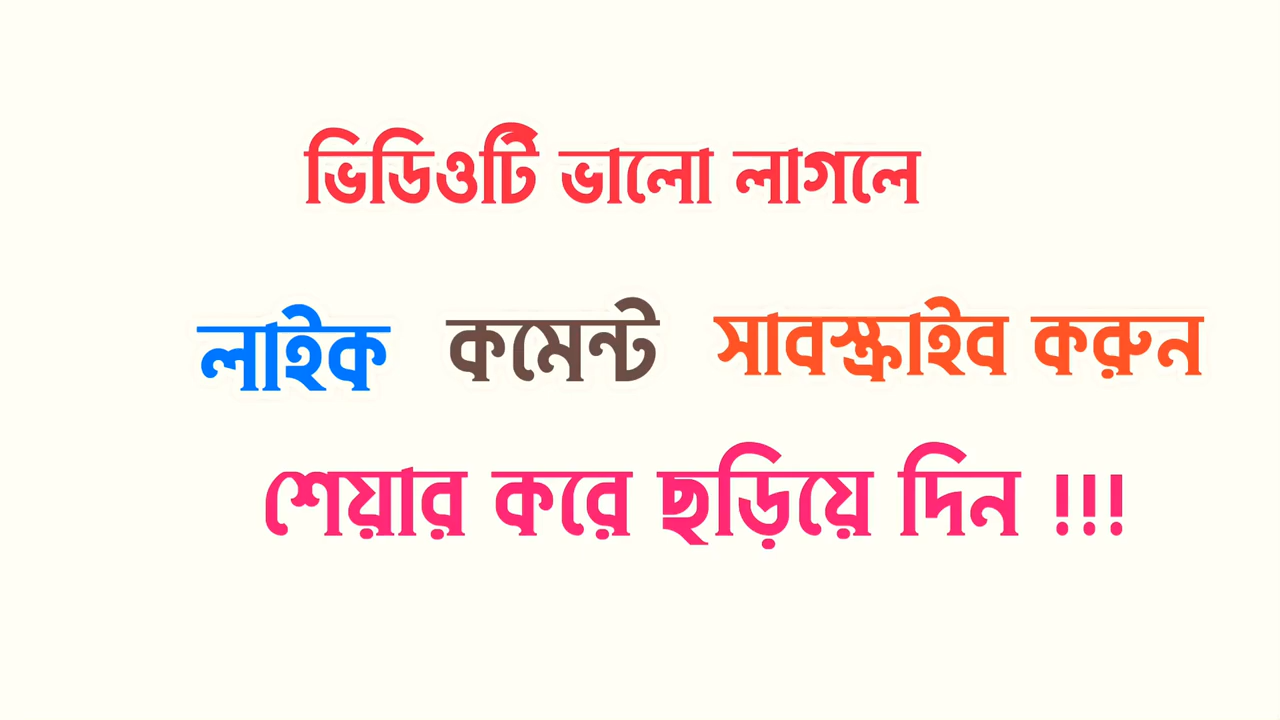 ভিডিওটি ভালো লাগলে
লাইক কমেন্ট সাবস্ক্রাইব করুন
শেয়ার করে ছড়িয়ে দিন !!!